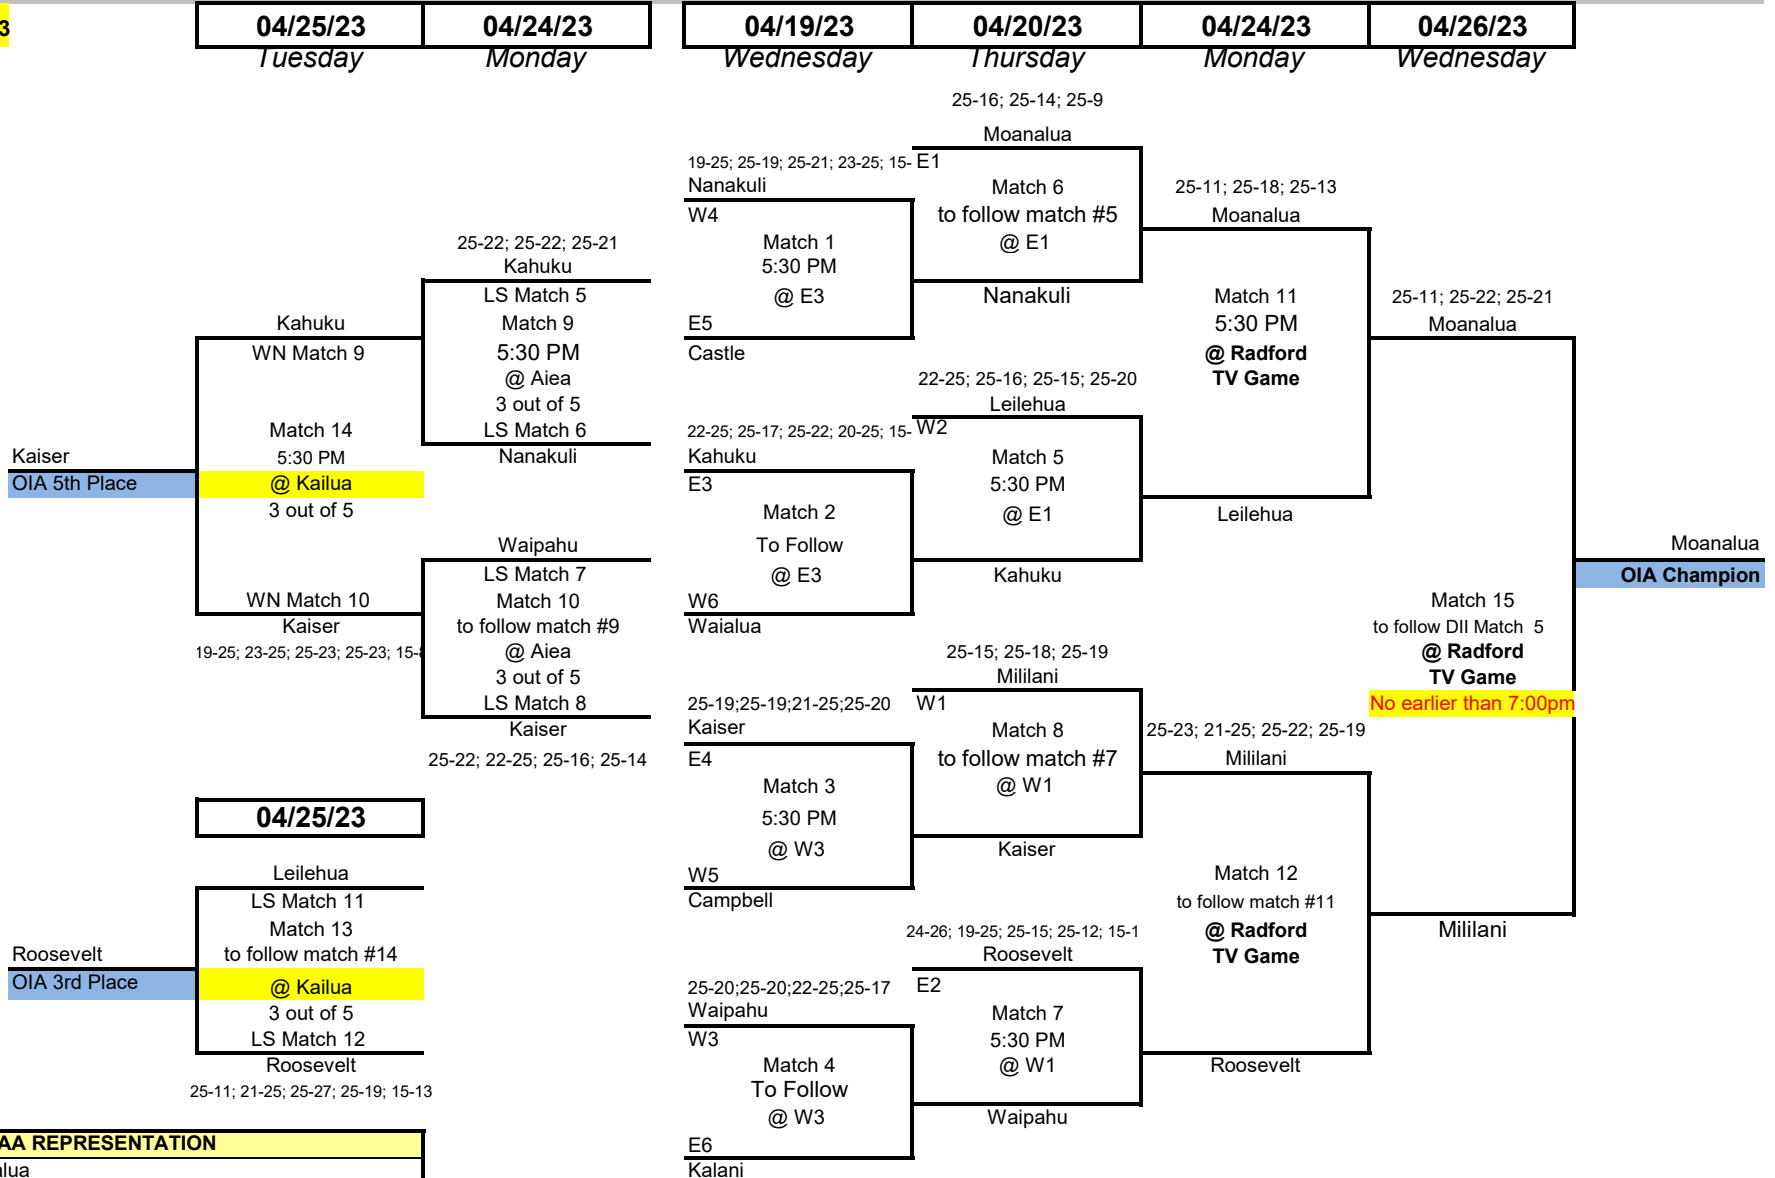 3
04/25/23
04/24/23
04/19/23
04/20/23
04/24/23
04/26/23
Tuesday
Monday
Wednesday
Thursday
Monday
Wednesday
25-16; 25-14; 25-9
Moanalua
19-25; 25-19; 25-21; 23-25; 15-
E1
Nanakuli
Match 6
25-11; 25-18; 25-13
W4
to follow match #5
Moanalua
25-22; 25-22; 25-21
Match 1
@ E1
Kahuku
5:30 PM
LS Match 5
@ E3
Nanakuli
Match 11
25-11; 25-22; 25-21
Kahuku
Match 9
E5
5:30 PM
Moanalua
WN Match 9
5:30 PM
Castle
@ Radford
@ Aiea
22-25; 25-16; 25-15; 25-20
TV Game
3 out of 5
Leilehua
Match 14
LS Match 6
22-25; 25-17; 25-22; 20-25; 15-
W2
Kaiser
5:30 PM
Nanakuli
Kahuku
Match 5
OIA 5th Place
@ Kailua
E3
5:30 PM
3 out of 5
Match 2
@ E1
Leilehua
Waipahu
To Follow
Moanalua
LS Match 7
@ E3
Kahuku
OIA Champion
WN Match 10
Match 10
W6
Match 15
Kaiser
to follow match #9
Waialua
to follow DII Match 5
19-25; 23-25; 25-23; 25-23; 15-
@ Aiea
25-15; 25-18; 25-19
@ Radford
3 out of 5
Mililani
TV Game
LS Match 8
25-19;25-19;21-25;25-20
W1
No earlier than 7:00pm
Kaiser
Kaiser
Match 8
25-23; 21-25; 25-22; 25-19
25-22; 22-25; 25-16; 25-14
E4
to follow match #7
Mililani
Match 3
@ W1
04/25/23
5:30 PM
@ W3
Kaiser
Leilehua
W5
Match 12
LS Match 11
Campbell
to follow match #11
Match 13
24-26; 19-25; 25-15; 25-12; 15-1
@ Radford
Mililani
Roosevelt
to follow match #14
Roosevelt
TV Game
OIA 3rd Place
@ Kailua
25-20;25-20;22-25;25-17
E2
3 out of 5
Waipahu
Match 7
LS Match 12
W3
5:30 PM
Roosevelt
Match 4
@ W1
Roosevelt
25-11; 21-25; 25-27; 25-19; 15-13
To Follow
@ W3
Waipahu
AA REPRESENTATION
E6
alua
Kalani